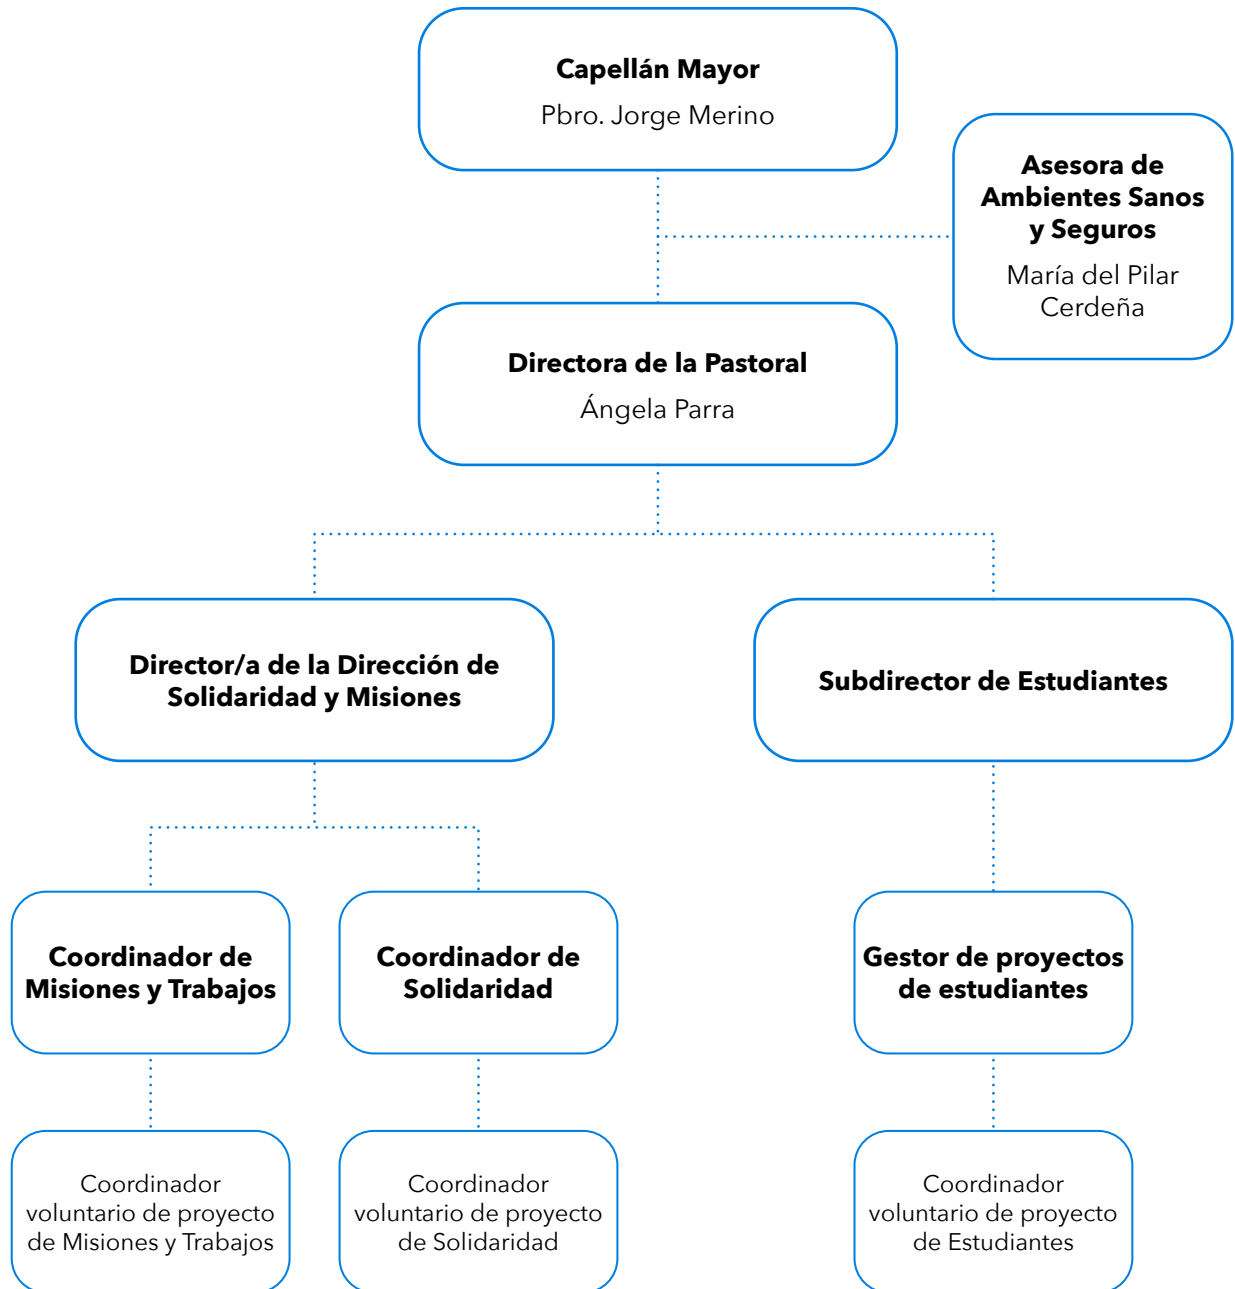 Capellán Mayor
Pbro. Jorge Merino
Asesora de
Ambientes Sanos
y Seguros
María del Pilar
Cerdeña
Directora de la Pastoral
Ángela Parra
Director/a de la Dirección de
Solidaridad y Misiones
Subdirector de Estudiantes
Coordinador de
Misiones y Trabajos
Coordinador de
Solidaridad
Gestor de proyectos
de estudiantes
Coordinador
voluntario de proyecto
de Misiones y Trabajos
Coordinador
voluntario de proyecto
de Solidaridad
Coordinador
voluntario de proyecto
de Estudiantes